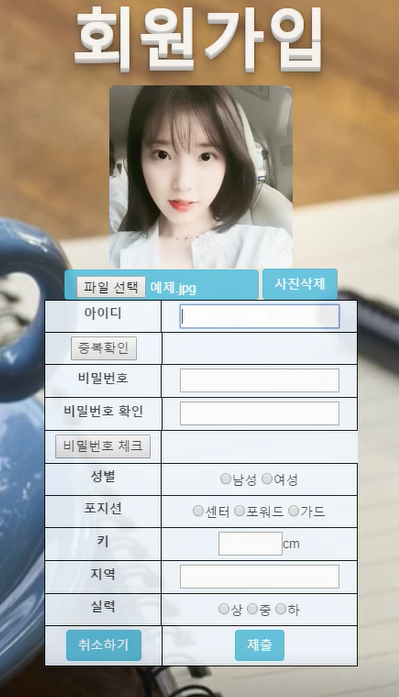 회원가입
파일 선택 예제.jpg 사진삭제
아이디
중복확인
비밀번호
비밀번호 확인
비밀번호 체크
성별 남성 여성
포지션 센터 포워드 가드
키 cm
지역
실력 상 중 하
취소하기 제출